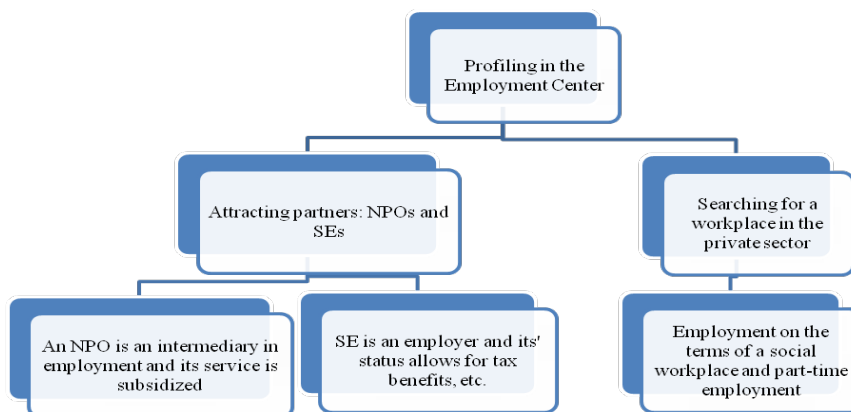 Profiling in the
Employment Center
Attracting partners: NPOs and
SEs
Searching for a
workplace in the
private sector
An NPO is an intermediary in
employment and its service is
subsidized
SE is an employer and its' 
status allows for tax
benefits, etc.
Employment on the
terms of a social
workplace and part-time
employment